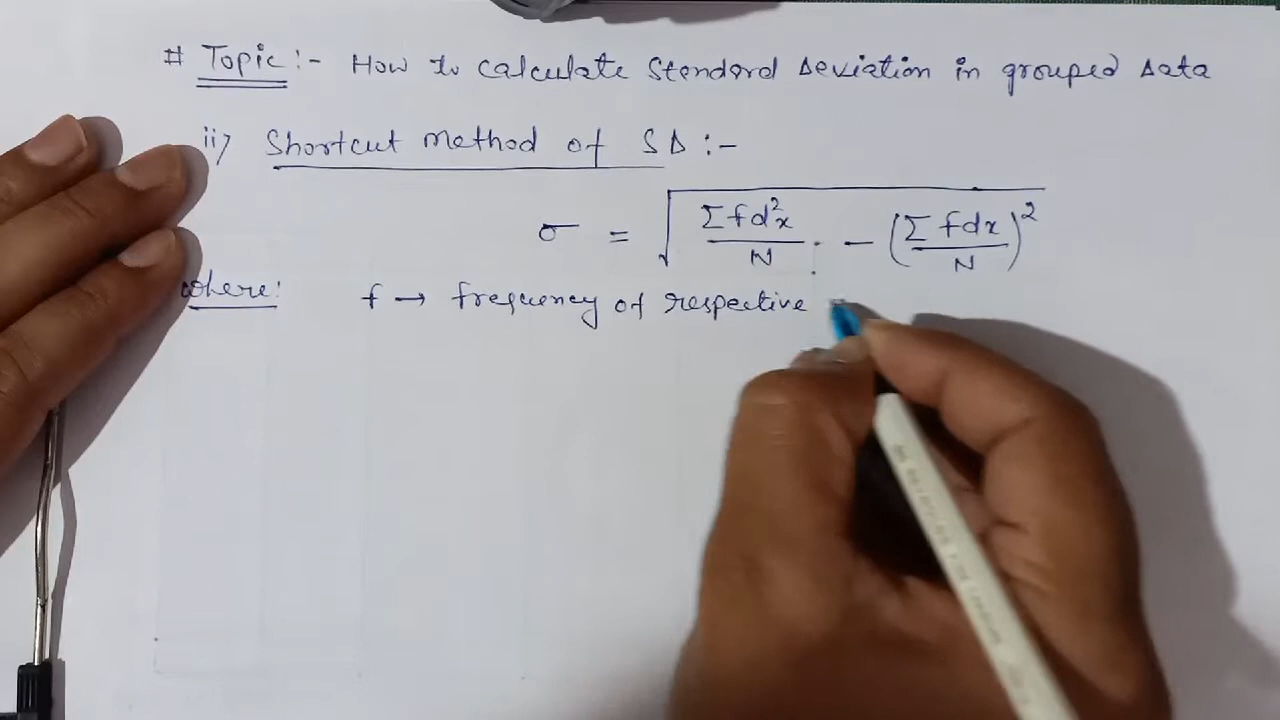 # Topic :- How to calculate Standard Deviation in grouped Data
ii) Shortcut method of SD :-
σ = √(Σfd²x/N - (Σfdx/N)²)
where: f → frequency of respective